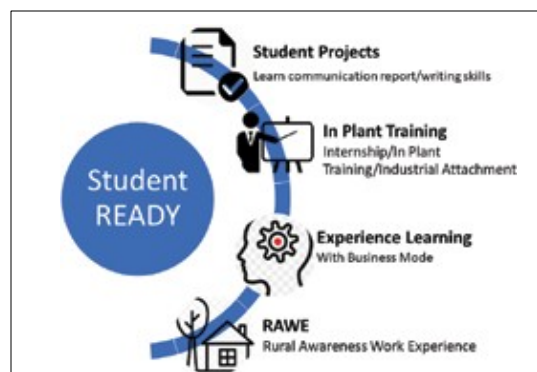 Student
READY
Student Projects
Learn communication report/writing skills
In Plant Training
Internship/In Plant
Training/Industrial Attachment
Experience Learning
With Business Mode
RAWE
Rural Awareness Work Experience